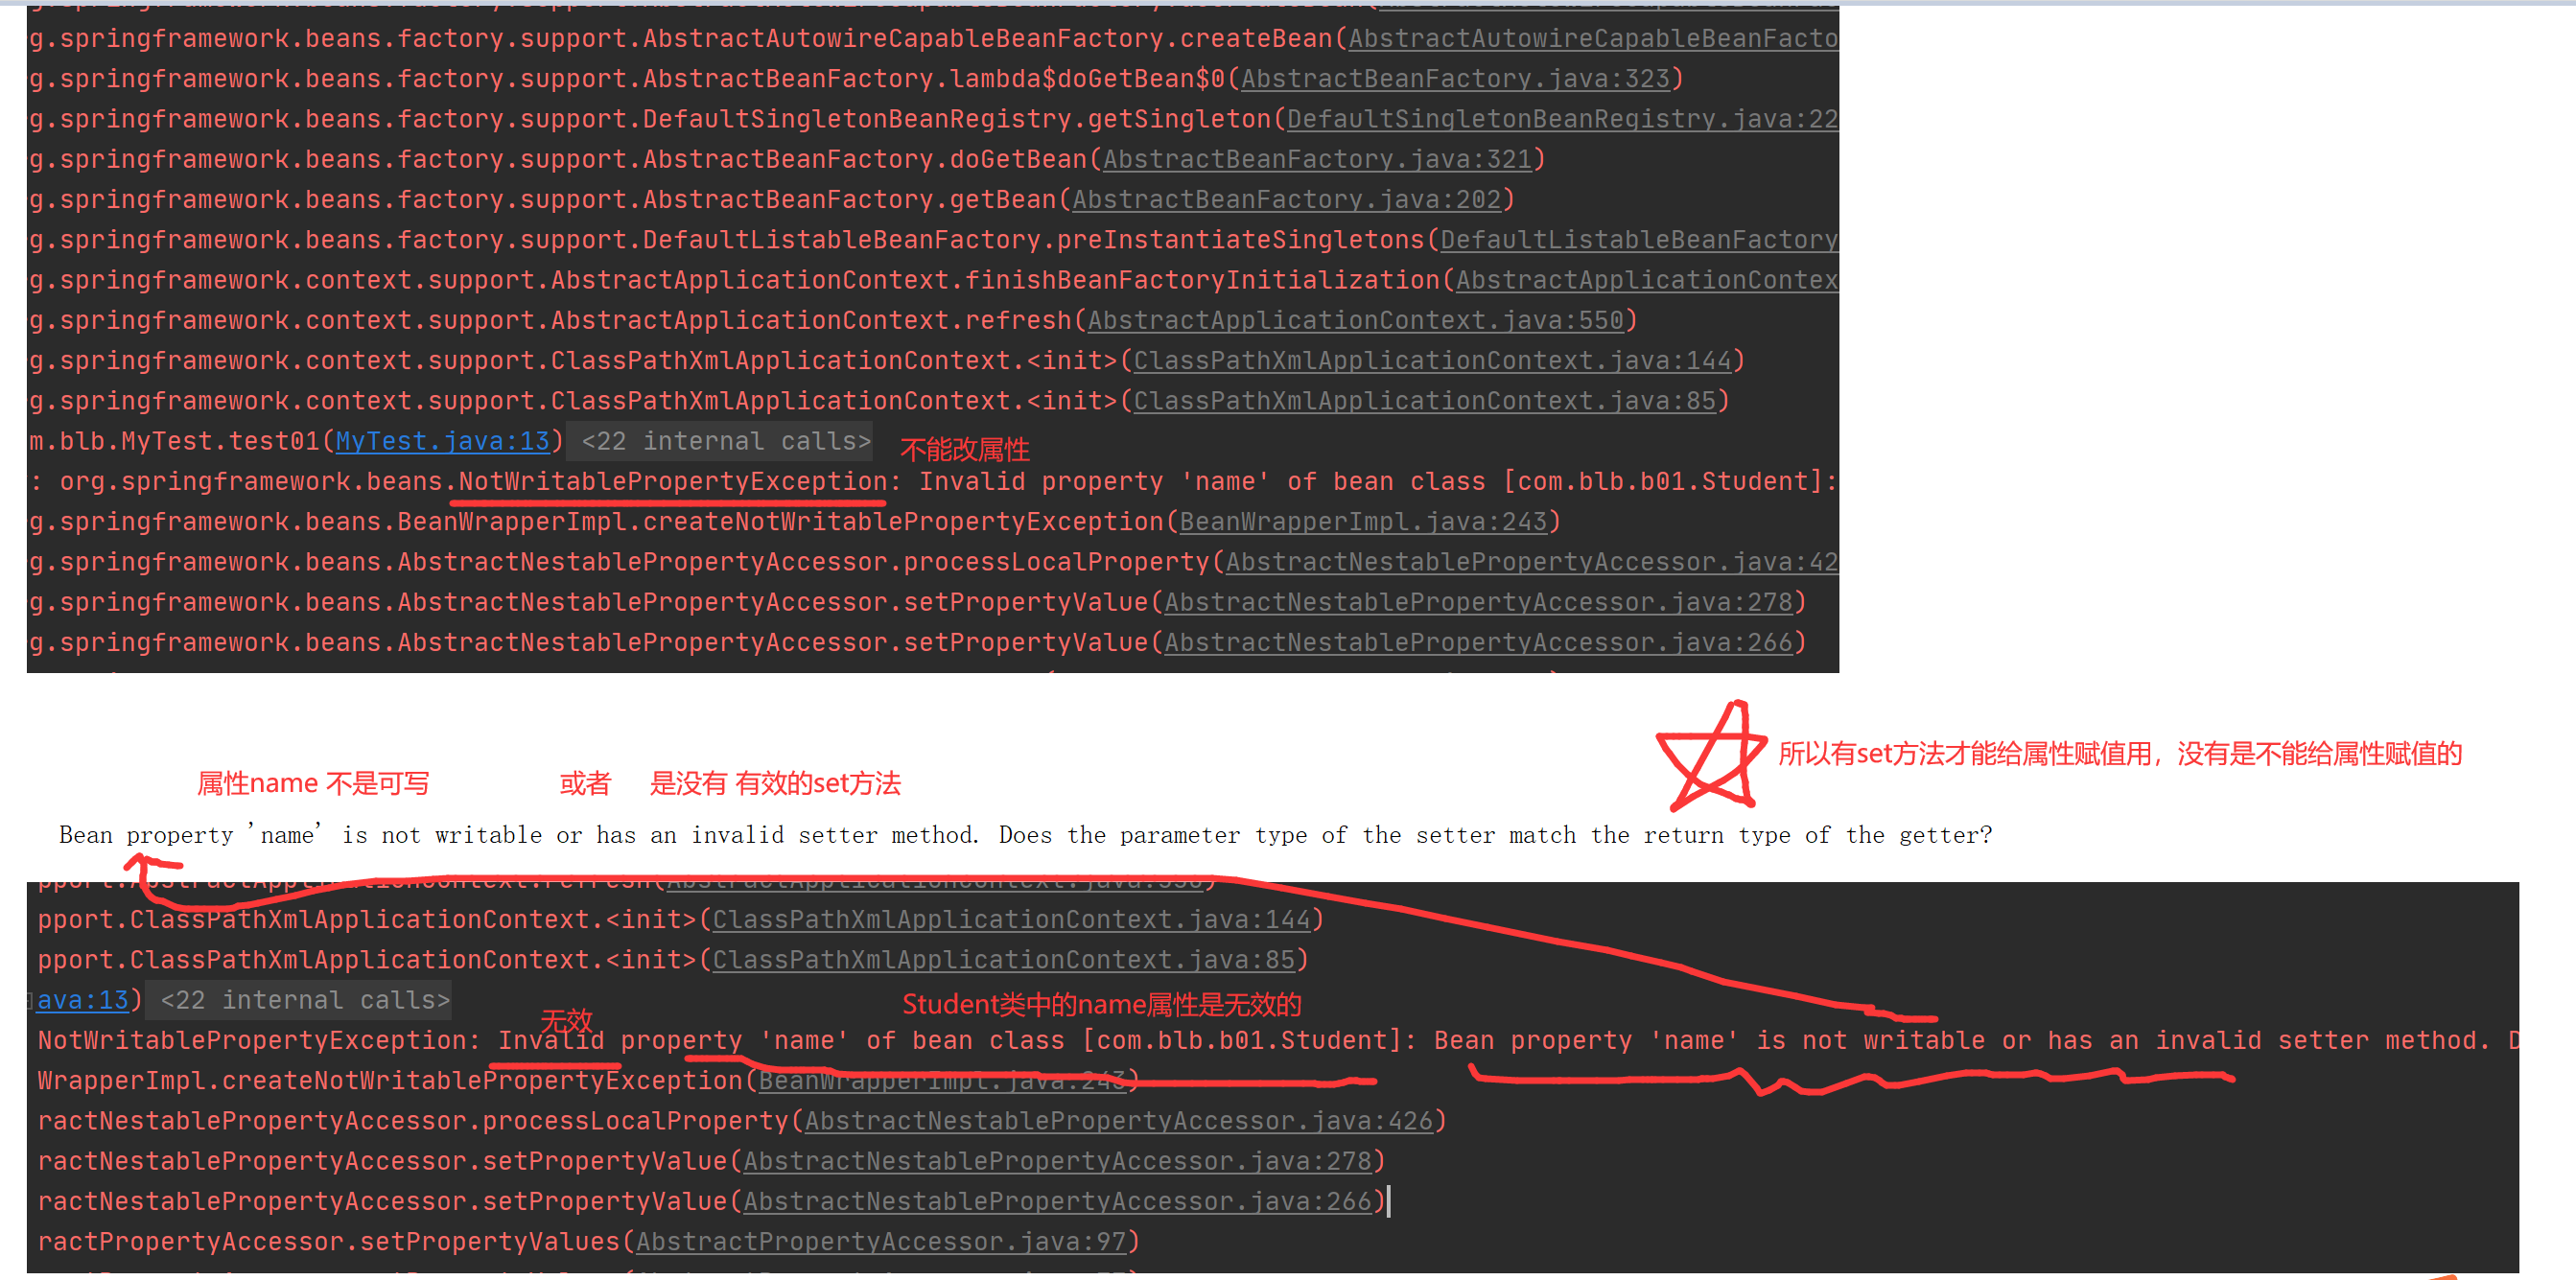 g.springframework.beans.factory.support.AbstractAutowireCapableBeanFactory.createBean(AbstractAutowireCapableBeanFacto
g.springframework.beans.factory.support.AbstractBeanFactory.lambda$doGetBean$0(AbstractBeanFactory.java:323)
g.springframework.beans.factory.support.DefaultSingletonBeanRegistry.getSingleton(DefaultSingletonBeanRegistry.java:22
g.springframework.beans.factory.support.AbstractBeanFactory.doGetBean(AbstractBeanFactory.java:321)
g.springframework.beans.factory.support.AbstractBeanFactory.getBean(AbstractBeanFactory.java:202)
g.springframework.beans.factory.support.DefaultListableBeanFactory.preInstantiateSingletons(DefaultListableBeanFactory
g.springframework.context.support.AbstractApplicationContext.finishBeanFactoryInitialization(AbstractApplicationContex
g.springframework.context.support.AbstractApplicationContext.refresh(AbstractApplicationContext.java:550)
g.springframework.context.support.ClassPathXmlApplicationContext.<init>(ClassPathXmlApplicationContext.java:144)
g.springframework.context.support.ClassPathXmlApplicationContext.<init>(ClassPathXmlApplicationContext.java:85)
m.blb.MyTest.test01(MyTest.java:13) <22 internal calls> 不能改属性
: org.springframework.beans.NotWritablePropertyException: Invalid property 'name' of bean class [com.blb.b01.Student]:
g.springframework.beans.BeanWrapperImpl.createNotWritablePropertyException(BeanWrapperImpl.java:243)
g.springframework.beans.AbstractNestablePropertyAccessor.processLocalProperty(AbstractNestablePropertyAccessor.java:42
g.springframework.beans.AbstractNestablePropertyAccessor.setPropertyValue(AbstractNestablePropertyAccessor.java:278)
g.springframework.beans.AbstractNestablePropertyAccessor.setPropertyValue(AbstractNestablePropertyAccessor.java:266)
所以有set方法才能给属性赋值用，没有是不能给属性赋值的
属性name 不是可写 或者 是没有 有效的set方法
Bean property 'name' is not writable or has an invalid setter method. Does the parameter type of the setter match the return type of the getter?
pport.AbstractApplicationContext.refresh(AbstractApplicationContext.java:550)
pport.ClassPathXmlApplicationContext.<init>(ClassPathXmlApplicationContext.java:144)
pport.ClassPathXmlApplicationContext.<init>(ClassPathXmlApplicationContext.java:85)
ava:13) <22 internal calls>
无效 Student类中的name属性是无效的
NotWritablePropertyException: Invalid property 'name' of bean class [com.blb.b01.Student]: Bean property 'name' is not writable or has an invalid setter method. D
WrapperImpl.createNotWritablePropertyException(BeanWrapperImpl.java:243)
ractNestablePropertyAccessor.processLocalProperty(AbstractNestablePropertyAccessor.java:426)
ractNestablePropertyAccessor.setPropertyValue(AbstractNestablePropertyAccessor.java:278)
ractNestablePropertyAccessor.setPropertyValue(AbstractNestablePropertyAccessor.java:266)
ractPropertyAccessor.setPropertyValues(AbstractPropertyAccessor.java:97)